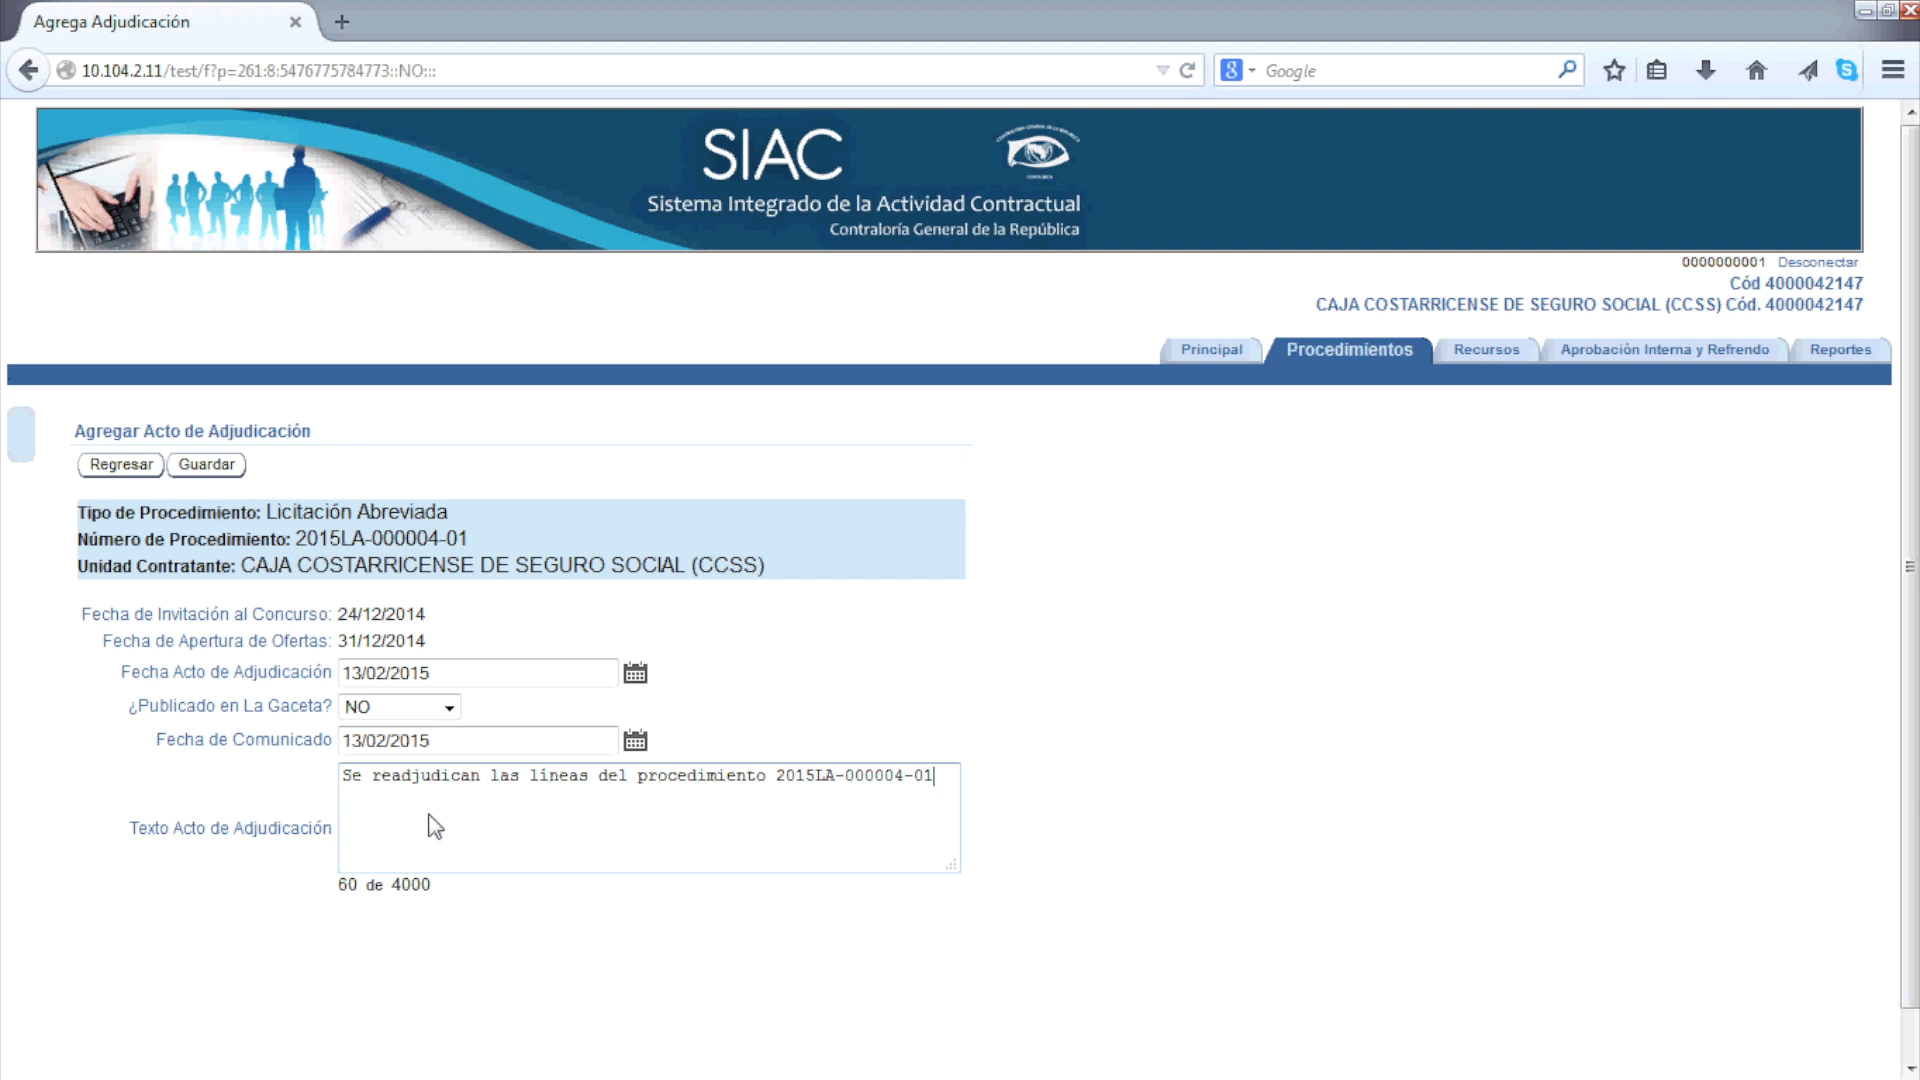 Agrega Adjudicación
10.104.2.11/test/f?p=261:8:5476775784773::NO:::
Google
SIAC
Sistema Integrado de la Actividad Contractual
Contraloría General de la República
0000000001 Desconectar
Cód 4000042147
CAJA COSTARRICENSE DE SEGURO SOCIAL (CCSS) Cód. 4000042147
Principal Procedimientos Recursos Aprobación Interna y Refrendo Reportes
Agregar Acto de Adjudicación
Regresar Guardar
Tipo de Procedimiento: Licitación Abreviada
Número de Procedimiento: 2015LA-000004-01
Unidad Contratante: CAJA COSTARRICENSE DE SEGURO SOCIAL (CCSS)
Fecha de Invitación al Concurso: 24/12/2014
Fecha de Apertura de Ofertas: 31/12/2014
Fecha Acto de Adjudicación 13/02/2015
¿Publicado en La Gaceta? NO
Fecha de Comunicado 13/02/2015
Se readjudican las líneas del procedimiento 2015LA-000004-01
Texto Acto de Adjudicación
60 de 4000